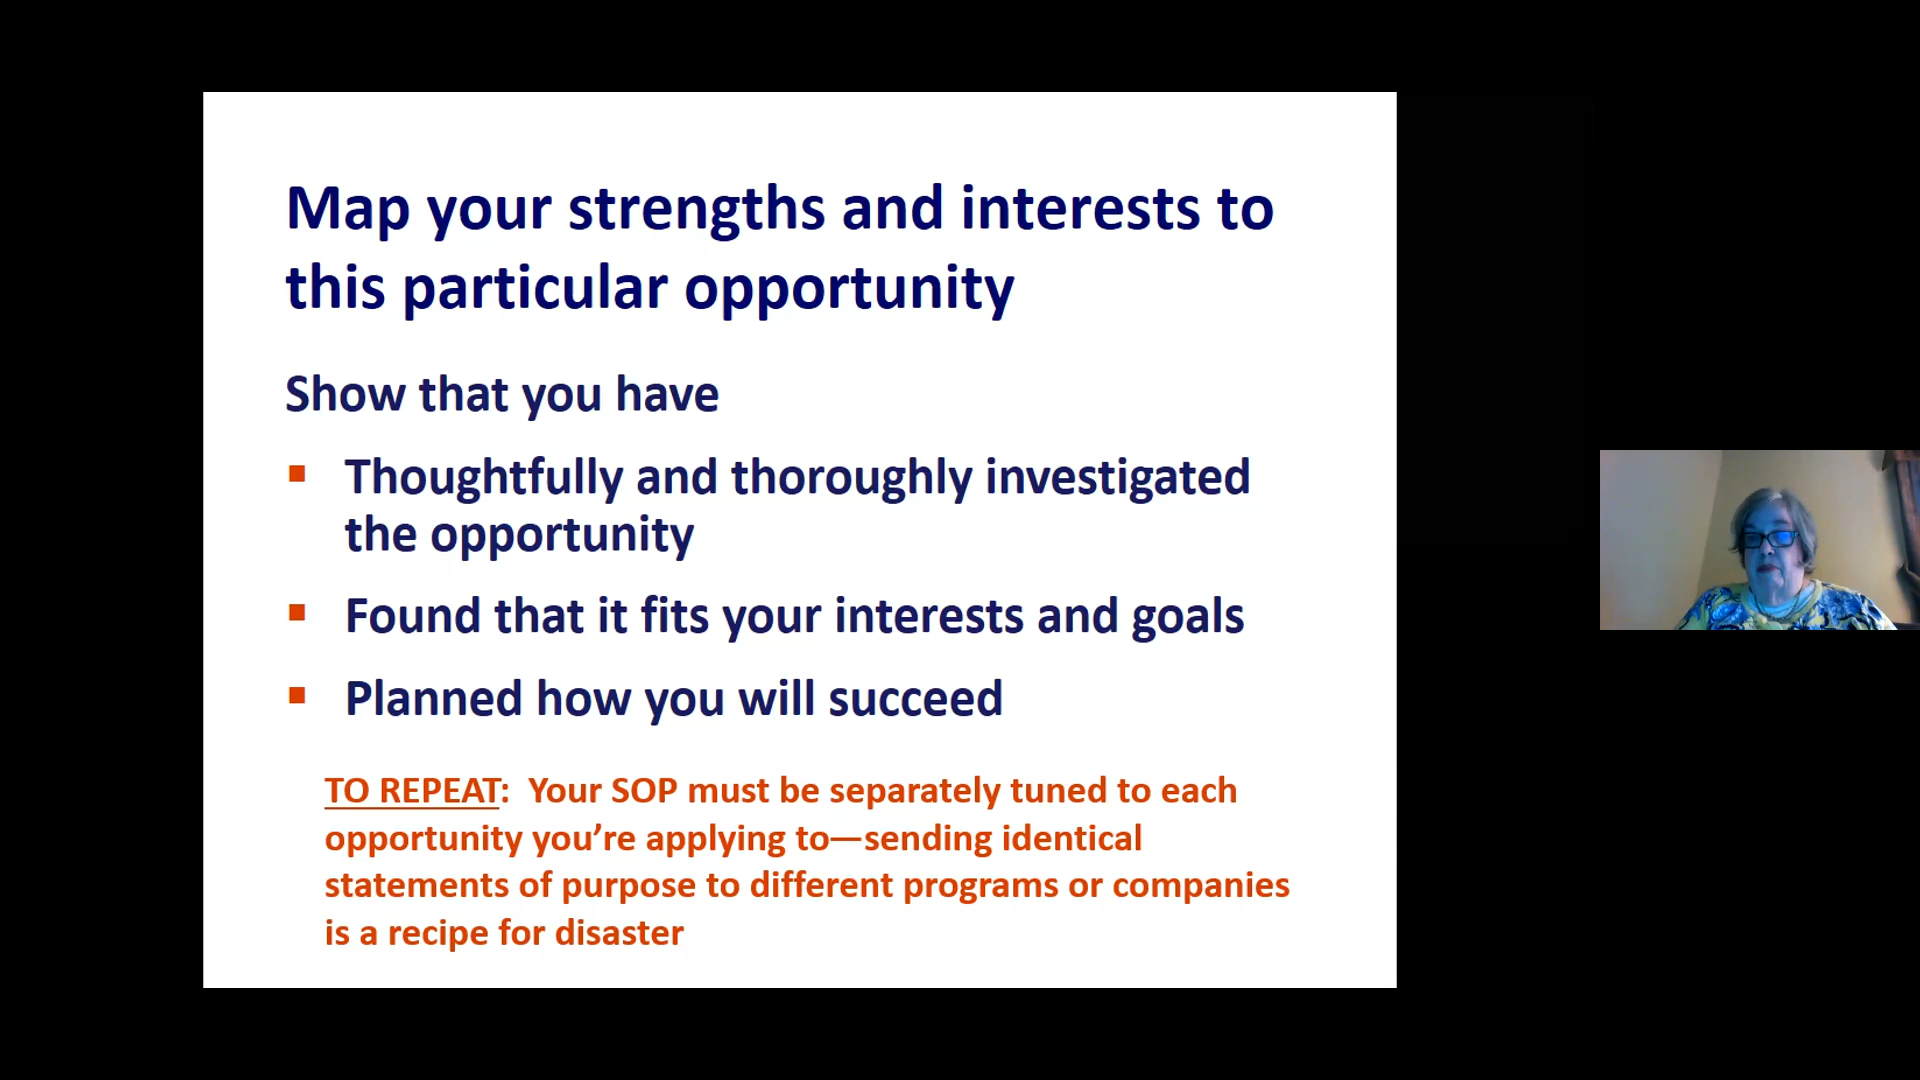 Map your strengths and interests to
this particular opportunity
Show that you have
▪ Thoughtfully and thoroughly investigated
the opportunity
▪ Found that it fits your interests and goals
▪ Planned how you will succeed
TO REPEAT:  Your SOP must be separately tuned to each
opportunity you’re applying to—sending identical
statements of purpose to different programs or companies
is a recipe for disaster